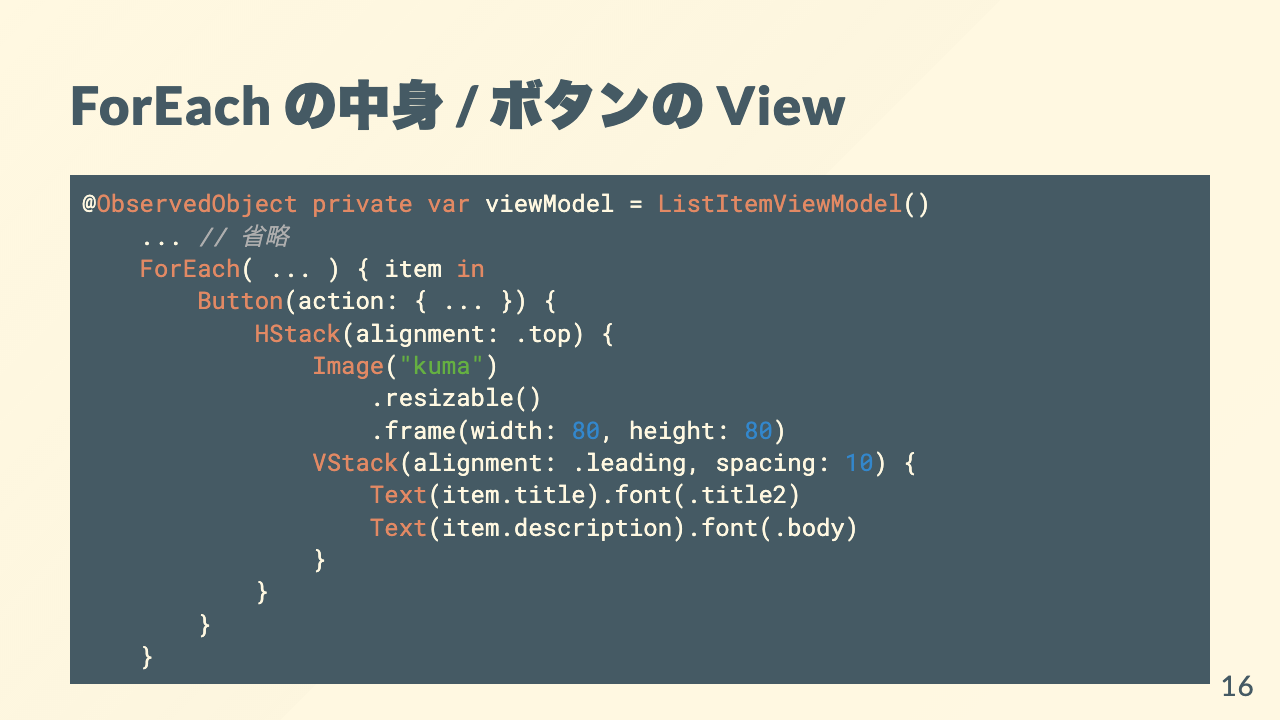 ForEach の中身 / ボタンの View
@ObservedObject private var viewModel = ListItemViewModel()
    ... // 省略
    ForEach( ... ) { item in
        Button(action: { ... }) {
            HStack(alignment: .top) {
                Image("kuma")
                    .resizable()
                    .frame(width: 80, height: 80)
                VStack(alignment: .leading, spacing: 10) {
                    Text(item.title).font(.title2)
                    Text(item.description).font(.body)
                }
            }
        }
    }
16